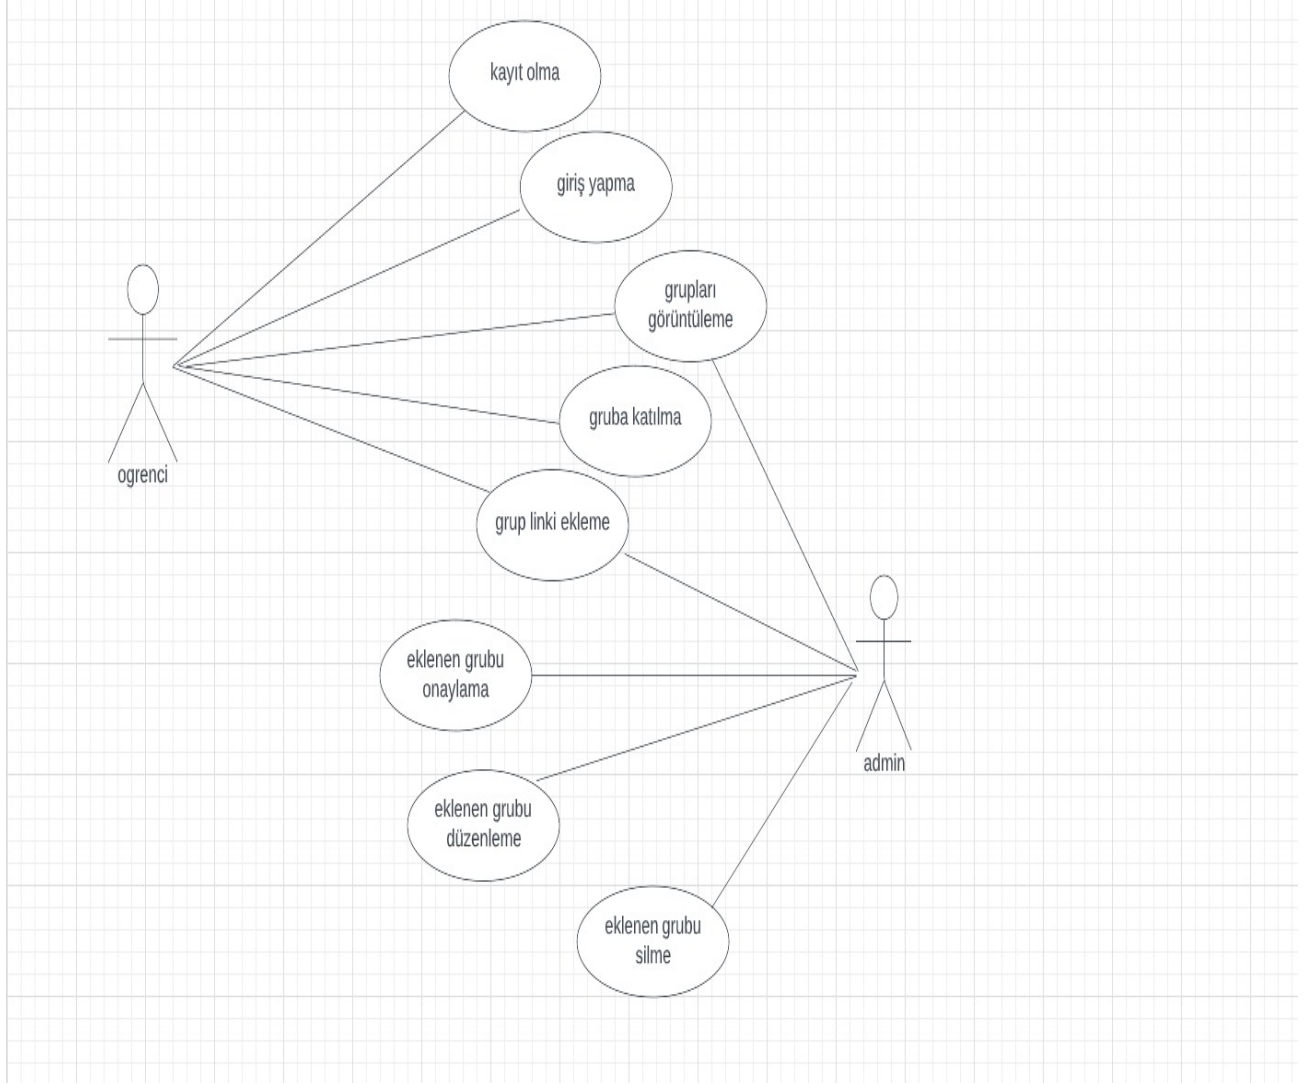 kayıt olma
giriş yapma
grupları
görüntüleme
gruba katılma
ogrenci
grup linki ekleme
eklenen grubu
onaylama
admin
eklenen grubu
düzenleme
eklenen grubu
silme